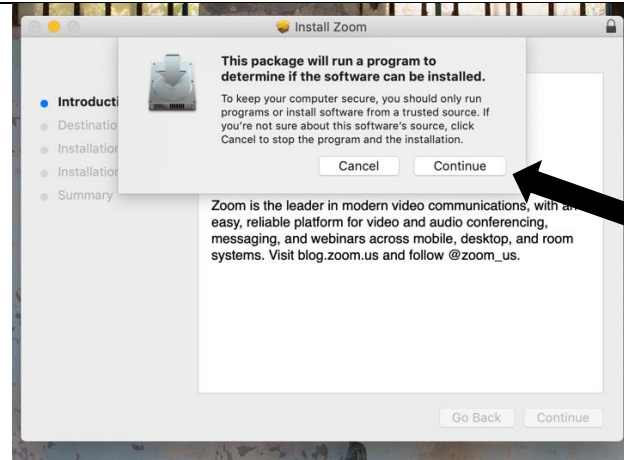 Install Zoom
This package will run a program to
determine if the software can be installed.
To keep your computer secure, you should only run
programs or install software from a trusted source. If
you're not sure about this software's source, click
Cancel to stop the program and the installation.
Cancel Continue
Introducti
Destinatio
Installation
Installation
Summary
Zoom is the leader in modern video communications, with an
easy, reliable platform for video and audio conferencing,
messaging, and webinars across mobile, desktop, and room
systems. Visit blog.zoom.us and follow @zoom_us.
Go Back Continue